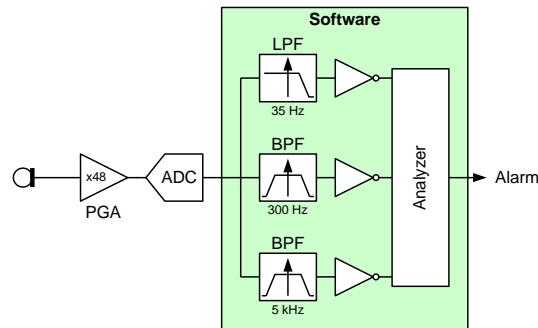 Software
LPF
35 Hz
BPF
300 Hz
x48
PGA
ADC
Analyzer
Alarm
BPF
5 kHz